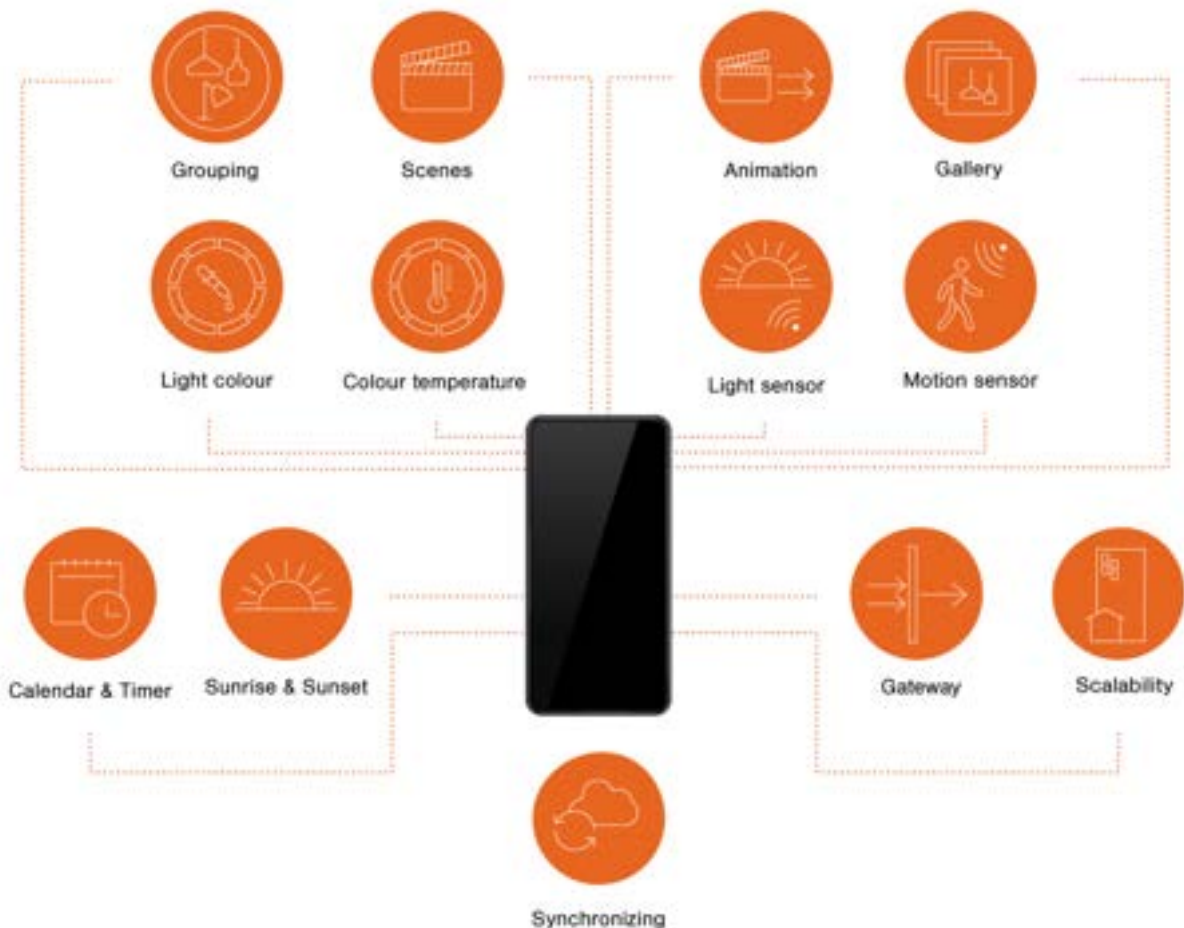 Grouping
Scenes
Animation
Gallery
Light colour
Colour temperature
Light sensor
Motion sensor
Calendar & Timer
Sunrise & Sunset
Gateway
Scalability
Synchronizing